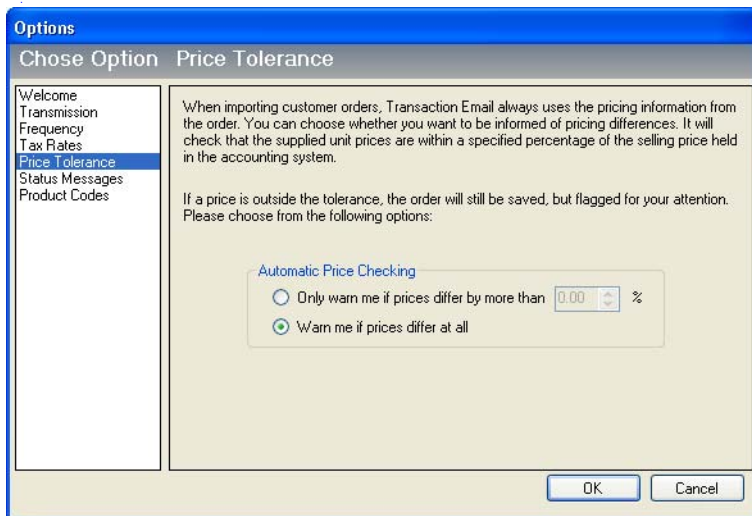 Options
Chose Option Price Tolerance
Welcome
Transmission
Frequency
Tax Rates
Price Tolerance
Status Messages
Product Codes
When importing customer orders, Transaction Email always uses the pricing information from
the order. You can choose whether you want to be informed of pricing differences. It will
check that the supplied unit prices are within a specified percentage of the selling price held
in the accounting system.
If a price is outside the tolerance, the order will still be saved, but flagged for your attention.
Please choose from the following options:
Automatic Price Checking
Only warn me if prices differ by more than 0.00 %
Warn me if prices differ at all
OK Cancel